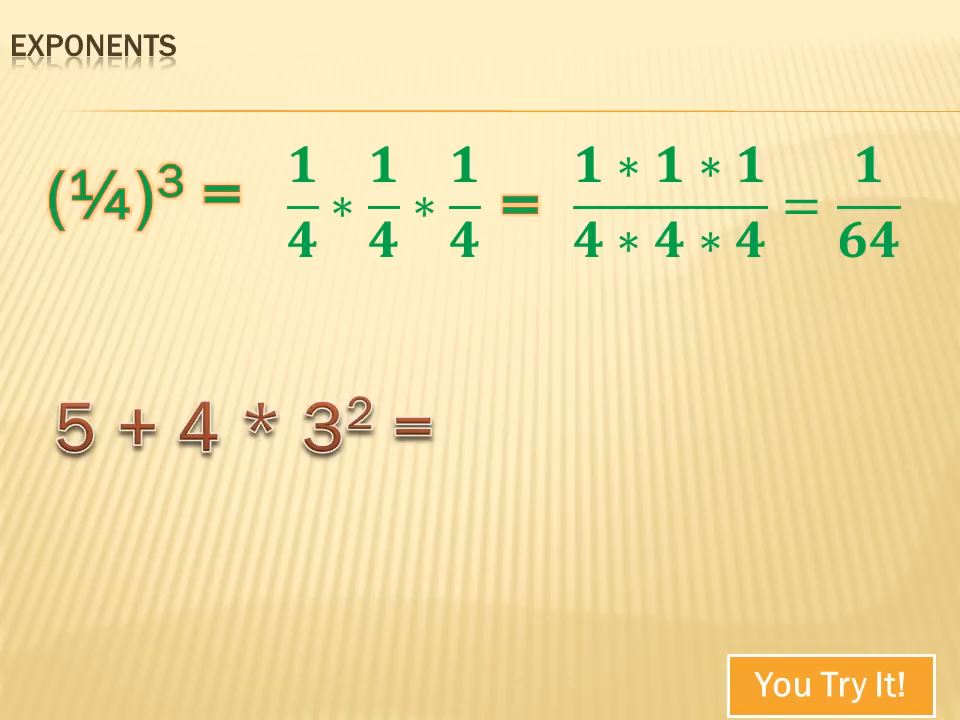 EXPONENTS
(¼)³ = 1/4 * 1/4 * 1/4 = (1 * 1 * 1)/(4 * 4 * 4) = 1/64
5 + 4 * 3² =
You Try It!